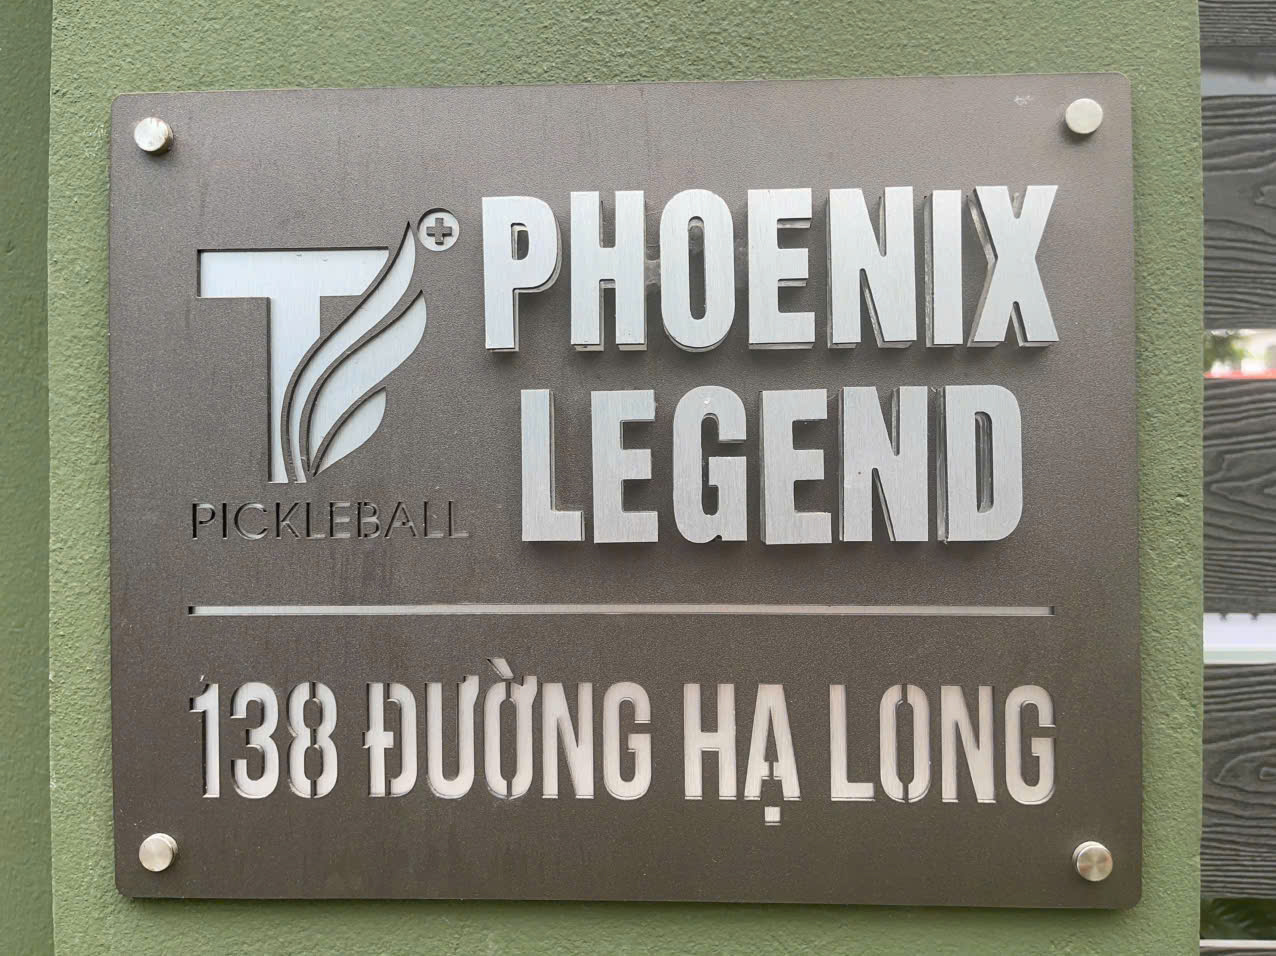 T+
PICKLEBALL
PHOENIX
LEGEND
138 ĐƯỜNG HẠ LONG